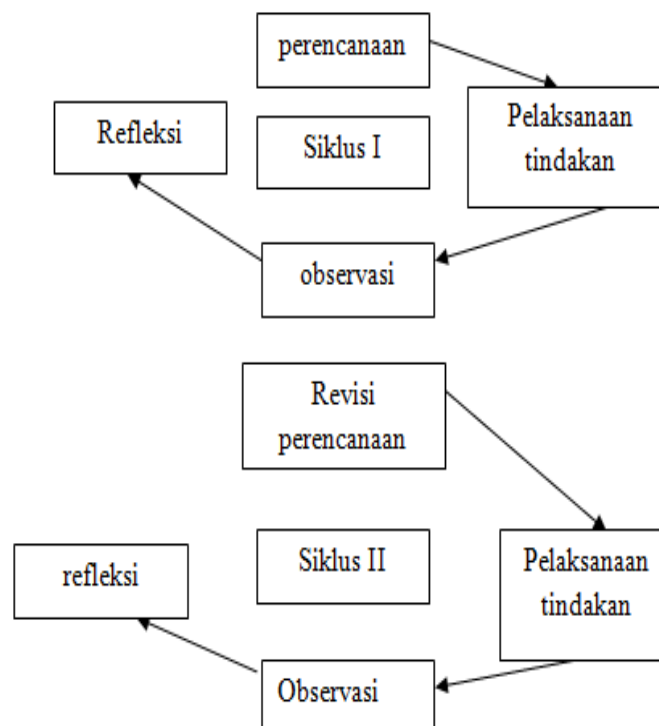 perencanaan
Pelaksanaan
tindakan
Refleksi
Siklus I
observasi
Revisi
perencanaan
Siklus II
Pelaksanaan
tindakan
refleksi
Observasi